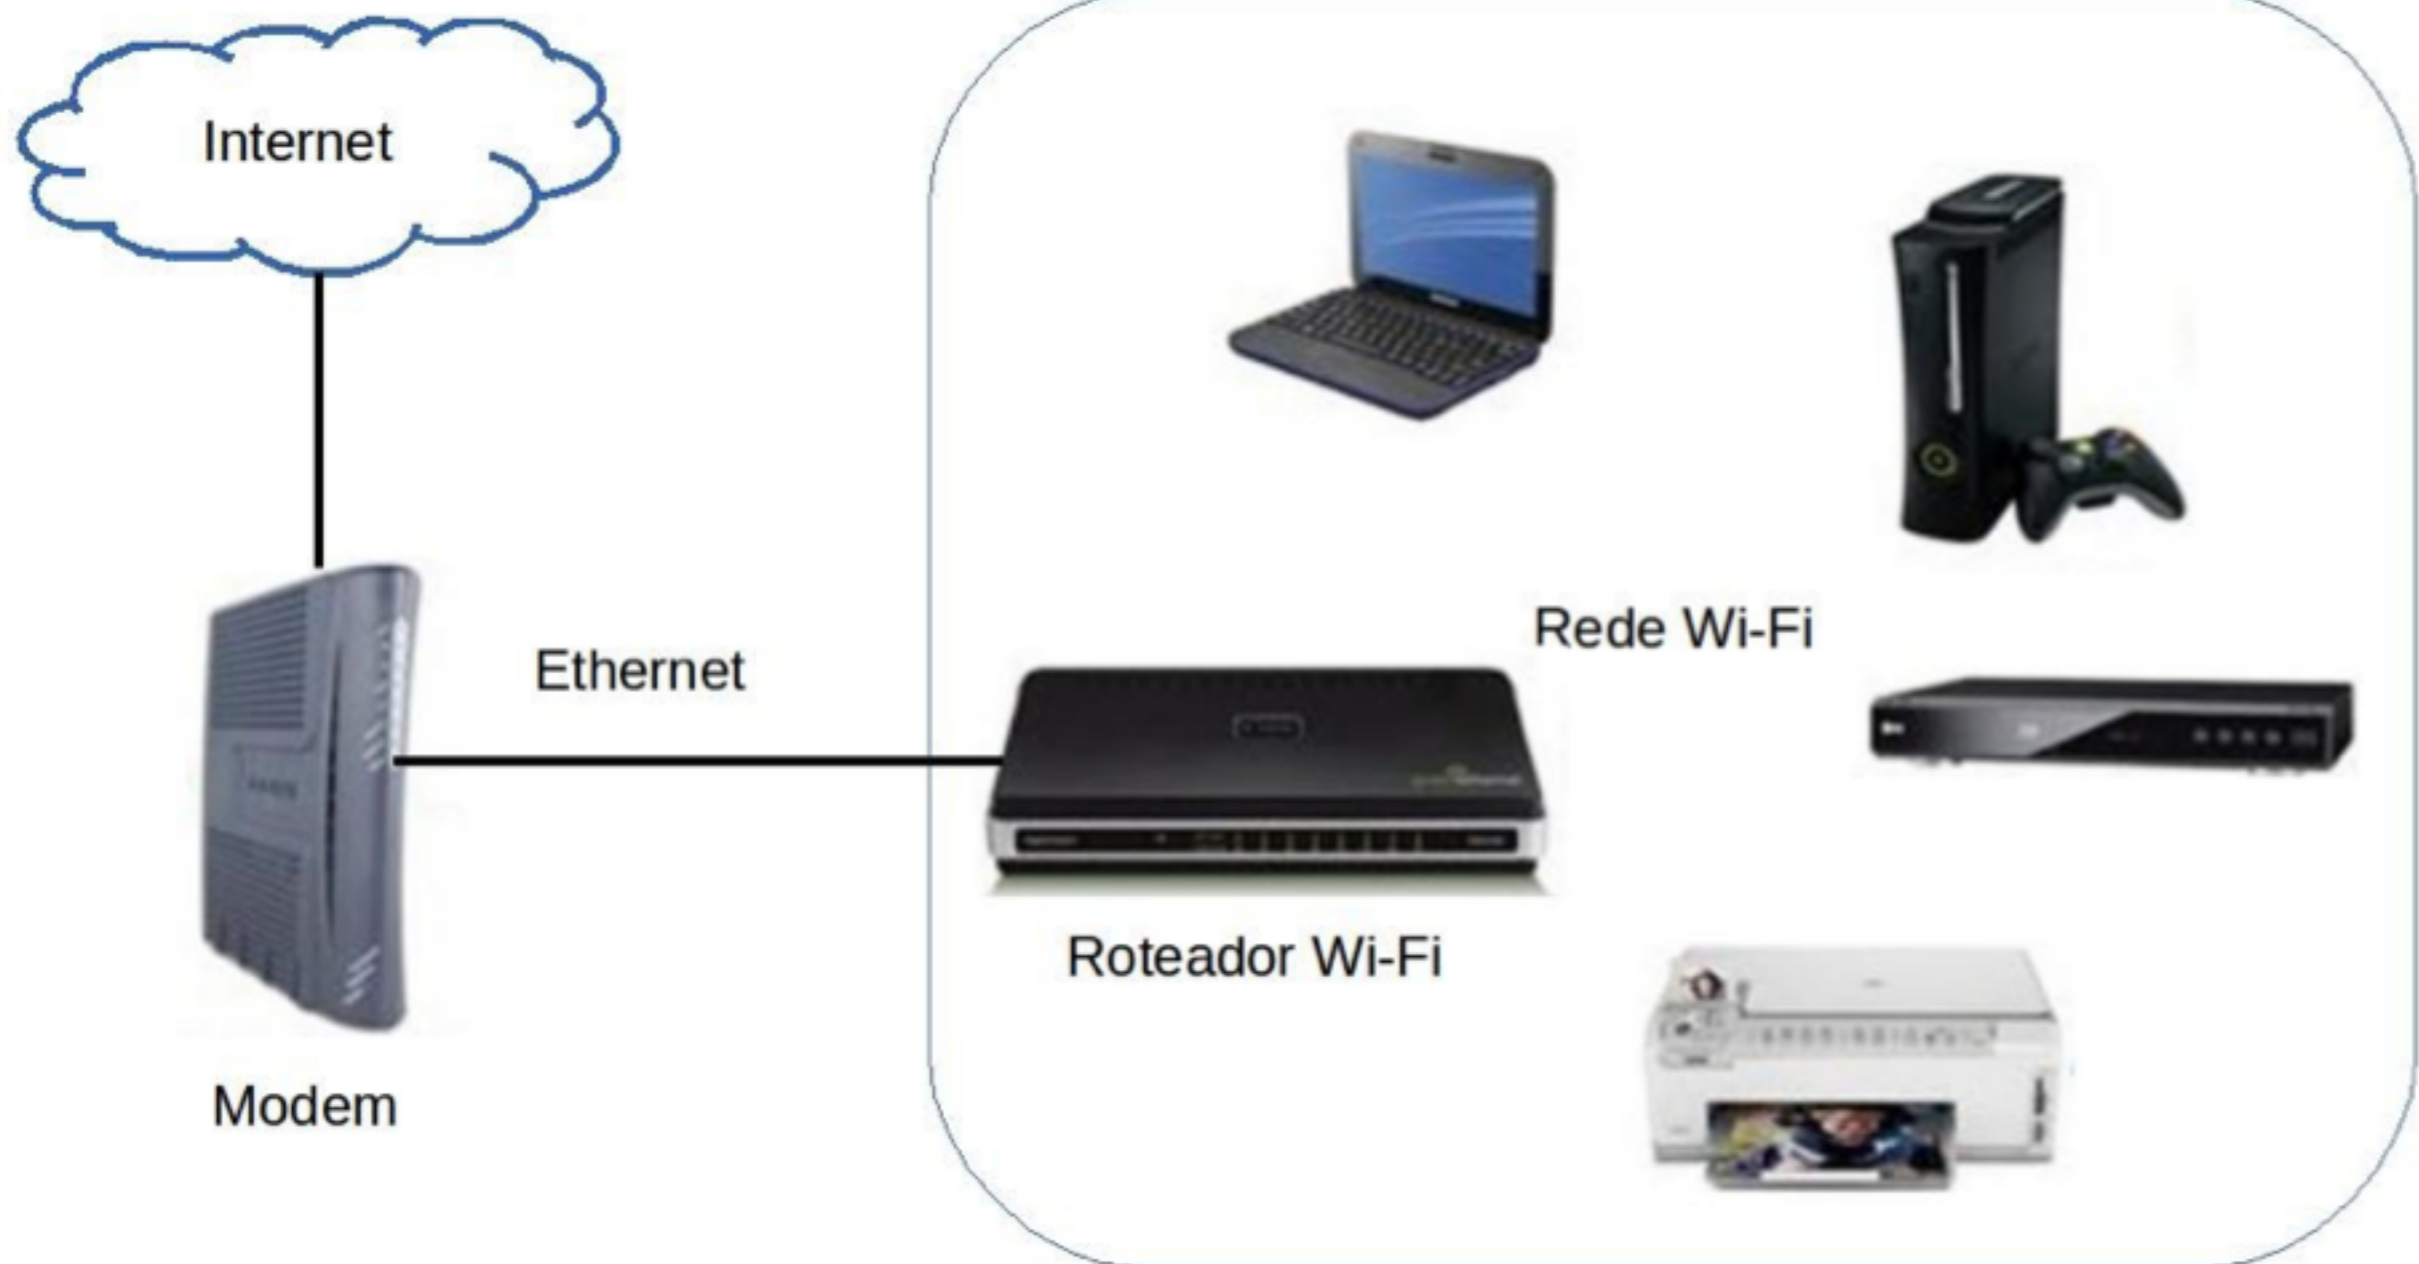 Internet
Rede Wi-Fi
Ethernet
Roteador Wi-Fi
Modem